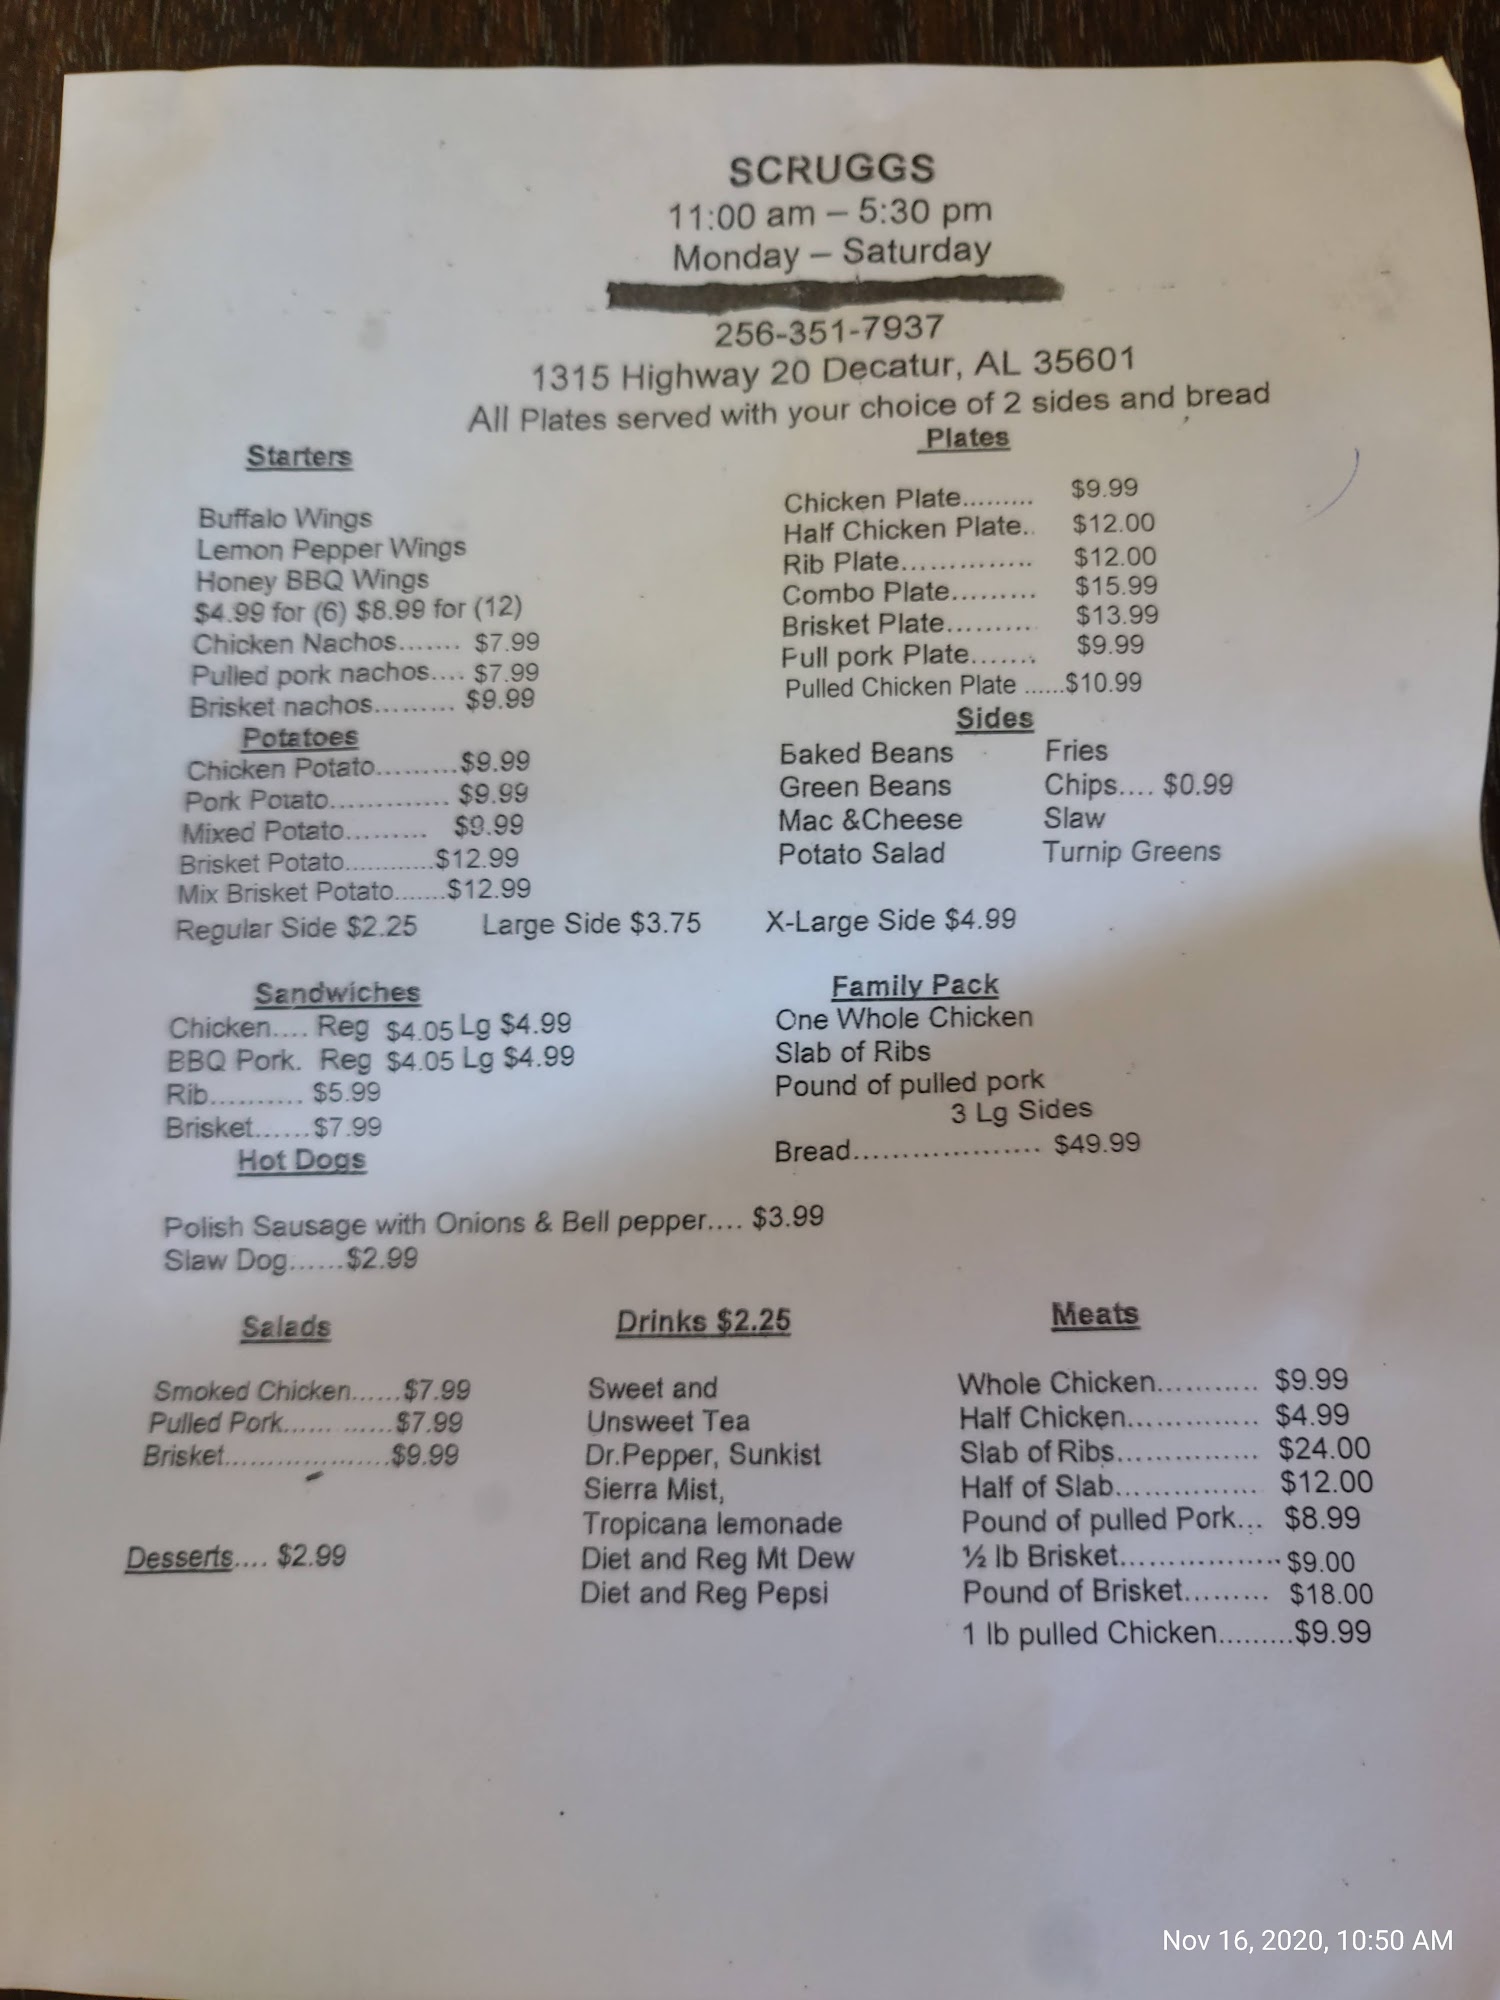 SCRUGGS
11:00 am – 5:30 pm
Monday – Saturday
256-351-7937
1315 Highway 20 Decatur, AL 35601
All Plates served with your choice of 2 sides and bread
Starters
Buffalo Wings
Lemon Pepper Wings
Honey BBQ Wings
$4.99 for (6) $8.99 for (12)
Chicken Nachos....... $7.99
Pulled pork nachos.... $7.99
Brisket nachos......... $9.99
Potatoes
Chicken Potato.........$9.99
Pork Potato............. $9.99
Mixed Potato.......... $9.99
Brisket Potato............$12.99
Mix Brisket Potato.......$12.99
Plates
Chicken Plate......... $9.99
Half Chicken Plate.. $12.00
Rib Plate.............. $12.00
Combo Plate......... $15.99
Brisket Plate.......... $13.99
Pull pork Plate....... $9.99
Pulled Chicken Plate ......$10.99
Sides
Baked Beans Fries
Green Beans Chips.... $0.99
Mac &Cheese Slaw
Potato Salad Turnip Greens
Regular Side $2.25 Large Side $3.75 X-Large Side $4.99
Sandwiches
Chicken.... Reg $4.05 Lg $4.99
BBQ Pork. Reg $4.05 Lg $4.99
Rib.......... $5.99
Brisket......$7.99
Family Pack
One Whole Chicken
Slab of Ribs
Pound of pulled pork
3 Lg Sides
Bread................... $49.99
Hot Dogs
Polish Sausage with Onions & Bell pepper.... $3.99
Slaw Dog......$2.99
Salads
Smoked Chicken......$7.99
Pulled Pork...... ......$7.99
Brisket....................$9.99
Desserts.... $2.99
Drinks $2.25
Sweet and
Unsweet Tea
Dr.Pepper, Sunkist
Sierra Mist,
Tropicana lemonade
Diet and Reg Mt Dew
Diet and Reg Pepsi
Meats
Whole Chicken........... $9.99
Half Chicken.............. $4.99
Slab of Ribs............... $24.00
Half of Slab............... $12.00
Pound of pulled Pork... $8.99
½ lb Brisket.................$9.00
Pound of Brisket......... $18.00
1 lb pulled Chicken.........$9.99
Nov 16, 2020, 10:50 AM